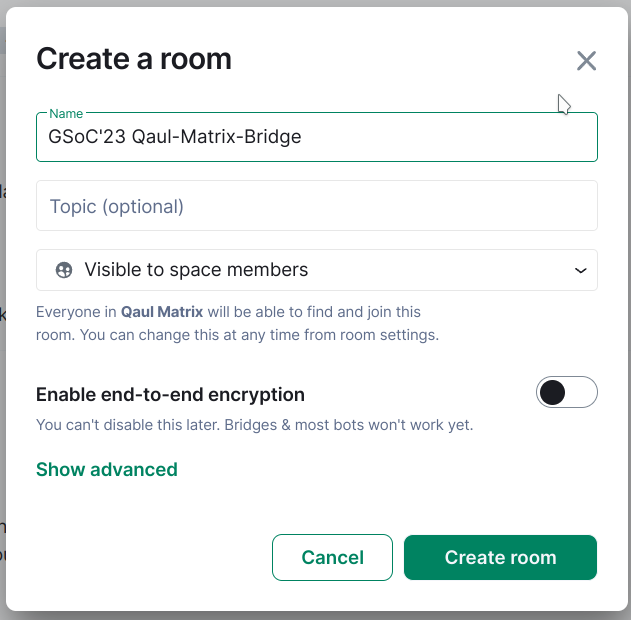 Create a room
Name
GSoC'23 Qaul-Matrix-Bridge
Topic (optional)
Visible to space members
Everyone in Qaul Matrix will be able to find and join this
room. You can change this at any time from room settings.
Enable end-to-end encryption
You can't disable this later. Bridges & most bots won't work yet.
Show advanced
Cancel
Create room